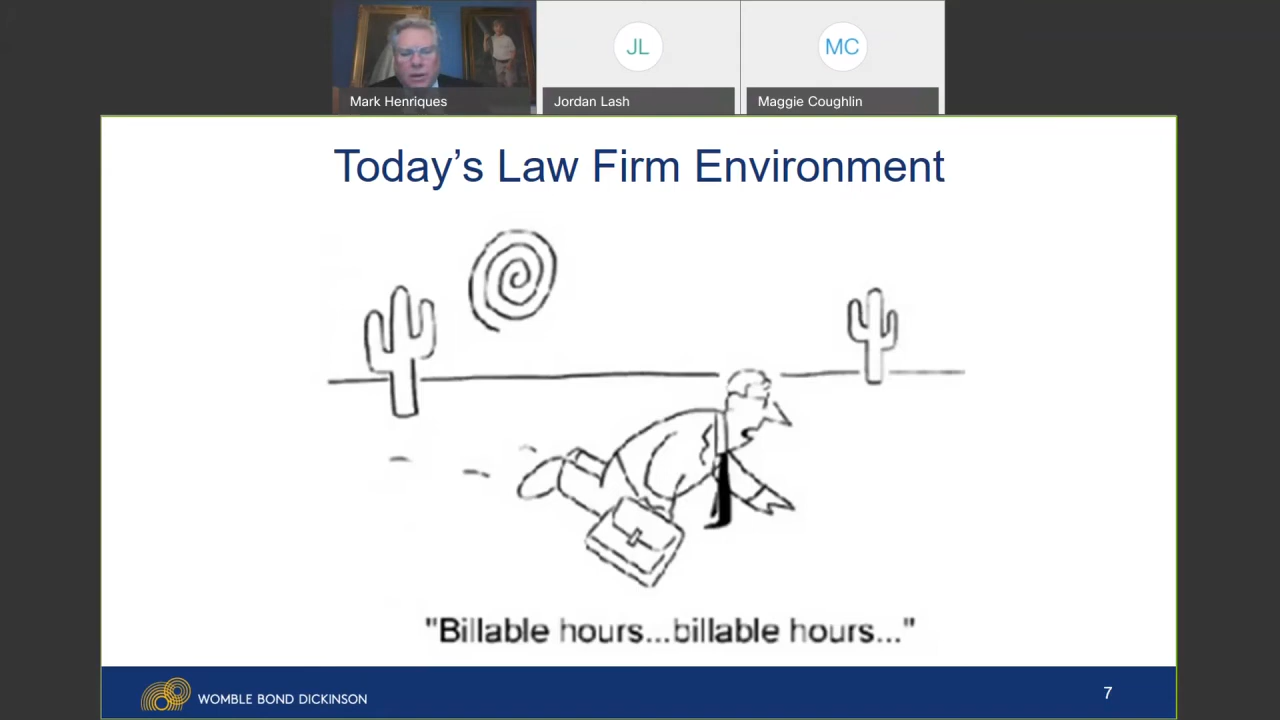 JL
MC
Mark Henriques
Jordan Lash
Maggie Coughlin
Today’s Law Firm Environment
"Billable hours...billable hours..."
WOMBLE BOND DICKINSON
7